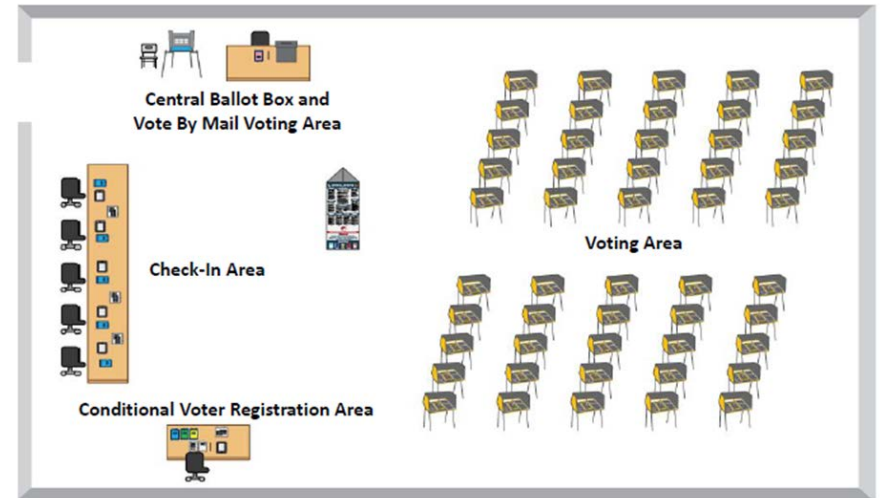 Central Ballot Box and
Vote By Mail Voting Area
Voting Area
Check-In Area
Conditional Voter Registration Area